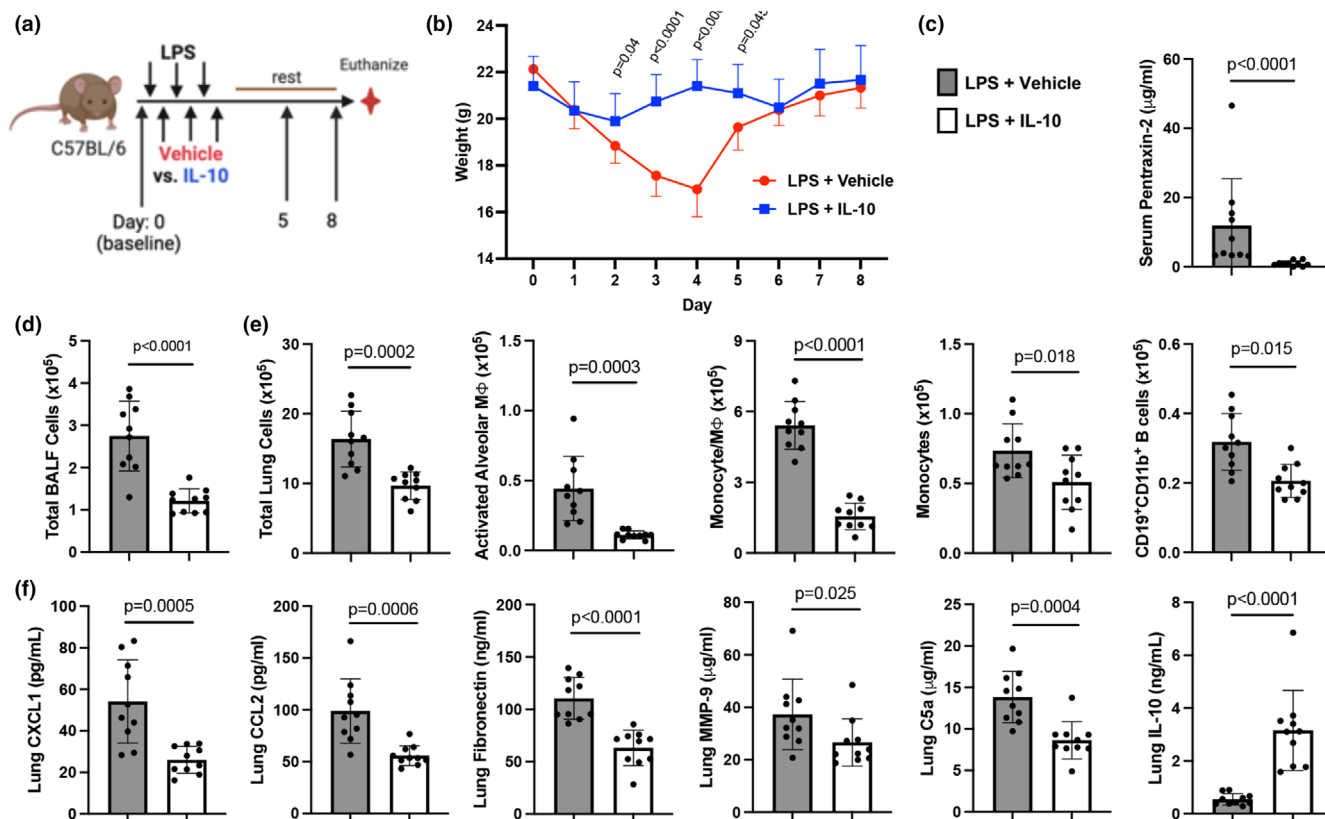 (a)
LPS
rest
Euthanize
C57BL/6
Vehicle
vs. IL-10
Day: 0
(baseline)
5
8
(b)
p=0.04
p<0.0001
Weight (g)
24
22
20
18
16
14
LPS + Vehicle
LPS + IL-10
0 1 2 3 4 5 6 7 8
Day
(c)
LPS + Vehicle
LPS + IL-10
p<0.0001
Serum Pentraxin-2 (μg/ml)
60
40
20
0
(d)
p<0.0001
Total BALF Cells (x10⁵)
5
4
3
2
1
0
(e)
p=0.0002
Total Lung Cells (x10⁵)
30
20
10
0
p=0.0003
Activated Alveolar MΦ (x10⁵)
1.5
1.0
0.5
0.0
p<0.0001
Monocyte/MΦ (x10⁵)
9
6
3
0
p=0.018
Monocytes (x10⁵)
1.5
1.0
0.5
0.0
p=0.015
CD19⁺CD11b⁺ B cells (x10⁵)
0.6
0.4
0.2
0.0
(f)
p=0.0005
Lung CXCL1 (pg/mL)
100
80
60
40
20
0
p=0.0006
Lung CCL2 (pg/ml)
200
150
100
50
0
p<0.0001
Lung Fibronectin (ng/ml)
200
150
100
50
0
p=0.025
Lung MMP-9 (μg/ml)
80
60
40
20
0
p=0.0004
Lung C5a (μg/ml)
25
20
15
10
5
0
p<0.0001
Lung IL-10 (ng/mL)
8
6
4
2
0